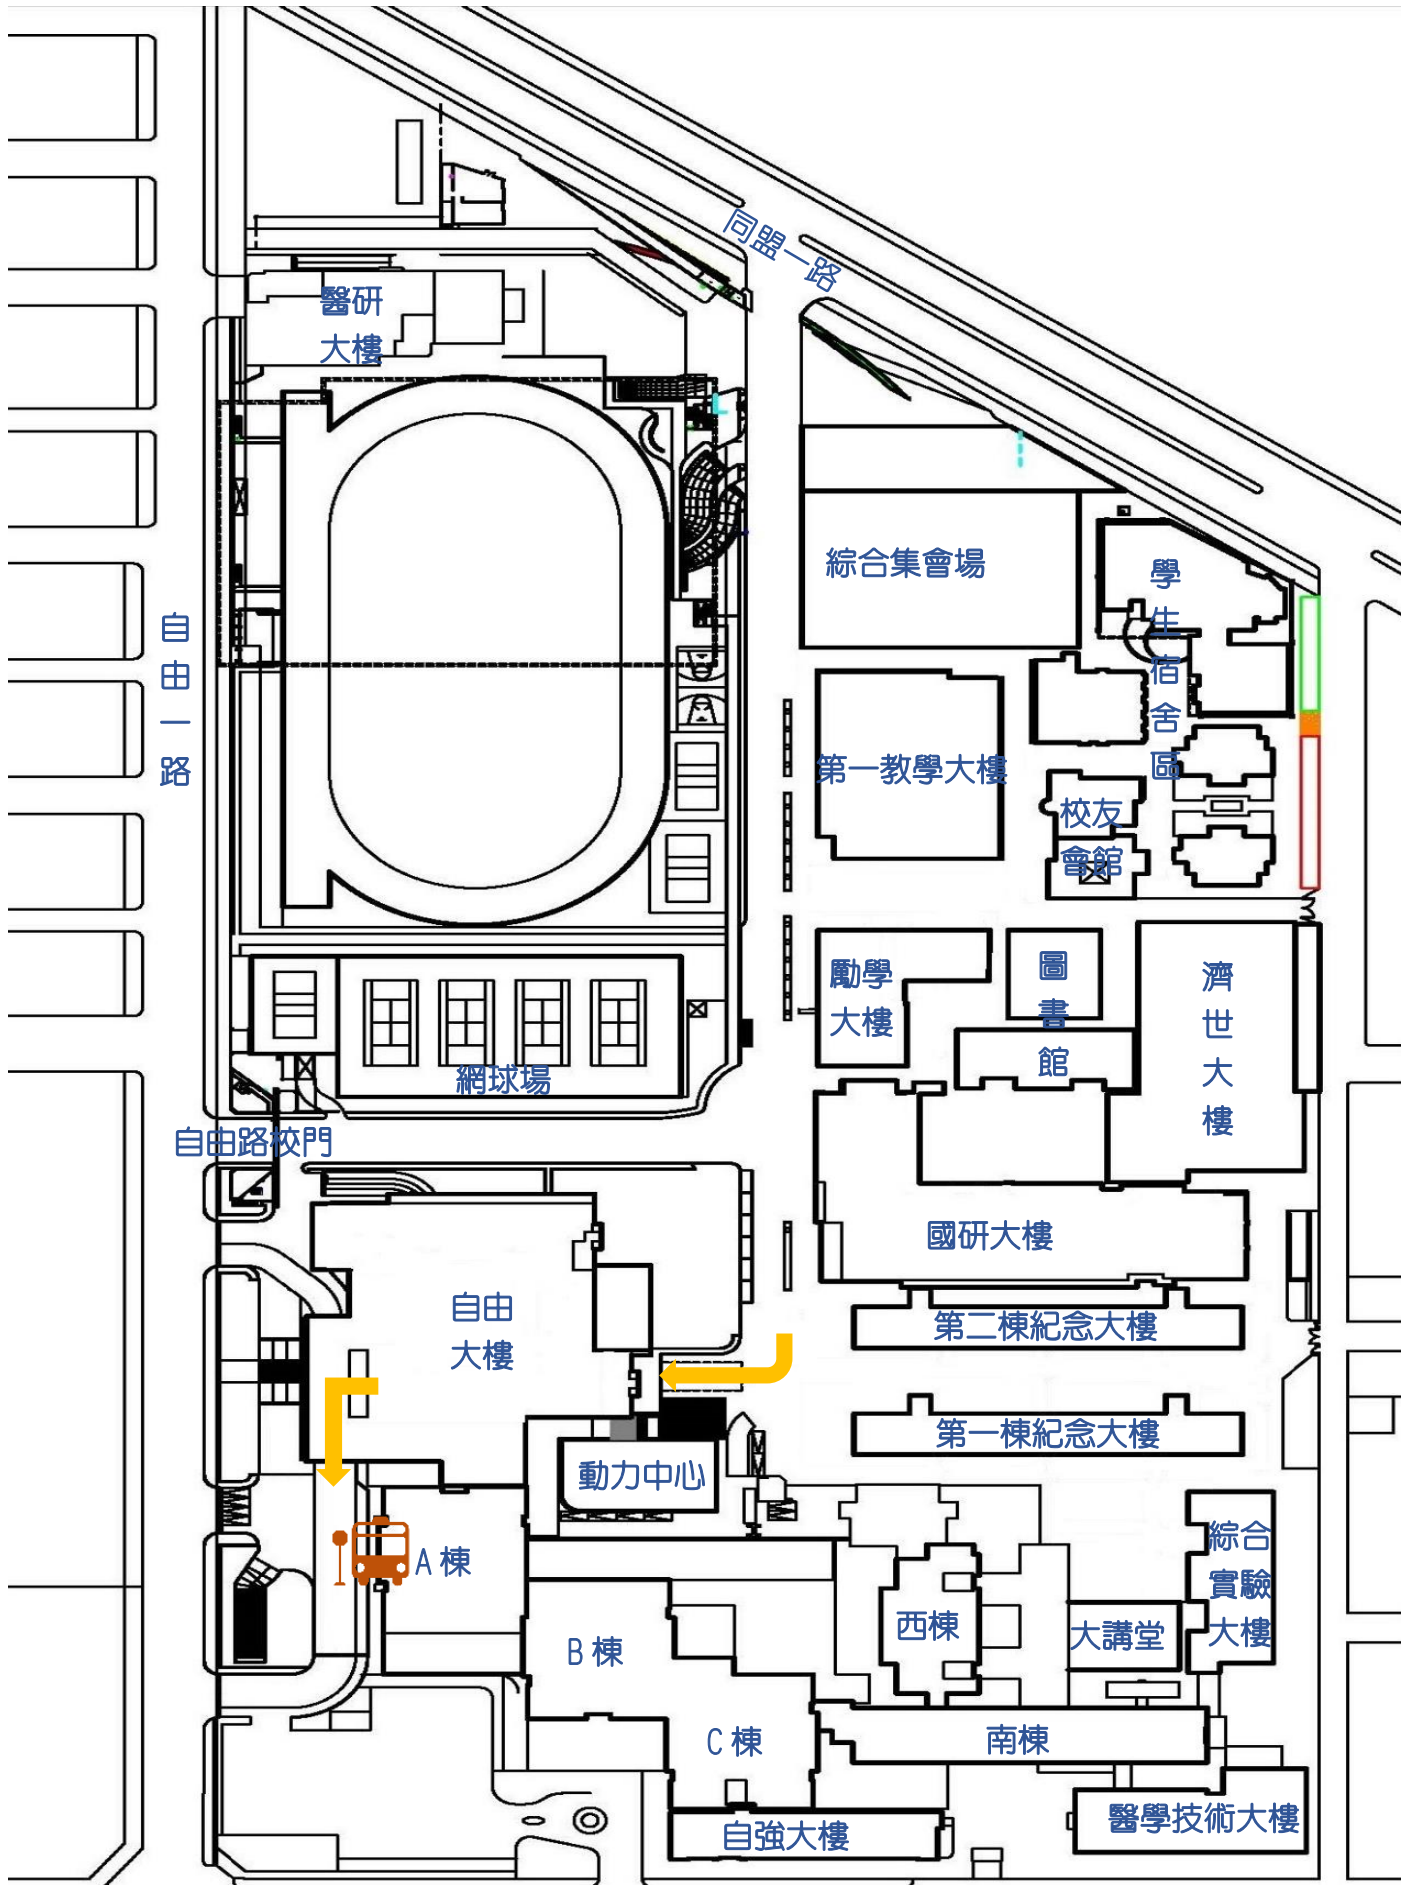 同盟一路
醫研
大樓
綜合集會場
學生宿舍區
自由一路
第一教學大樓
校友
會館
勵學
大樓
圖書館
濟世大樓
網球場
自由路校門
國研大樓
自由
大樓
第二棟紀念大樓
第一棟紀念大樓
動力中心
A棟
綜合
實驗
大樓
西棟
大講堂
B棟
C棟
南棟
醫學技術大樓
自強大樓